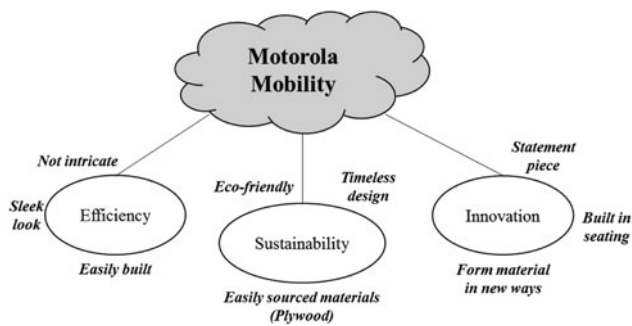 Motorola
Mobility
Not intricate
Sleek
look
Efficiency
Easily built
Eco-friendly
Timeless
design
Sustainability
Easily sourced materials
(Plywood)
Statement
piece
Innovation
Built in
seating
Form material
in new ways